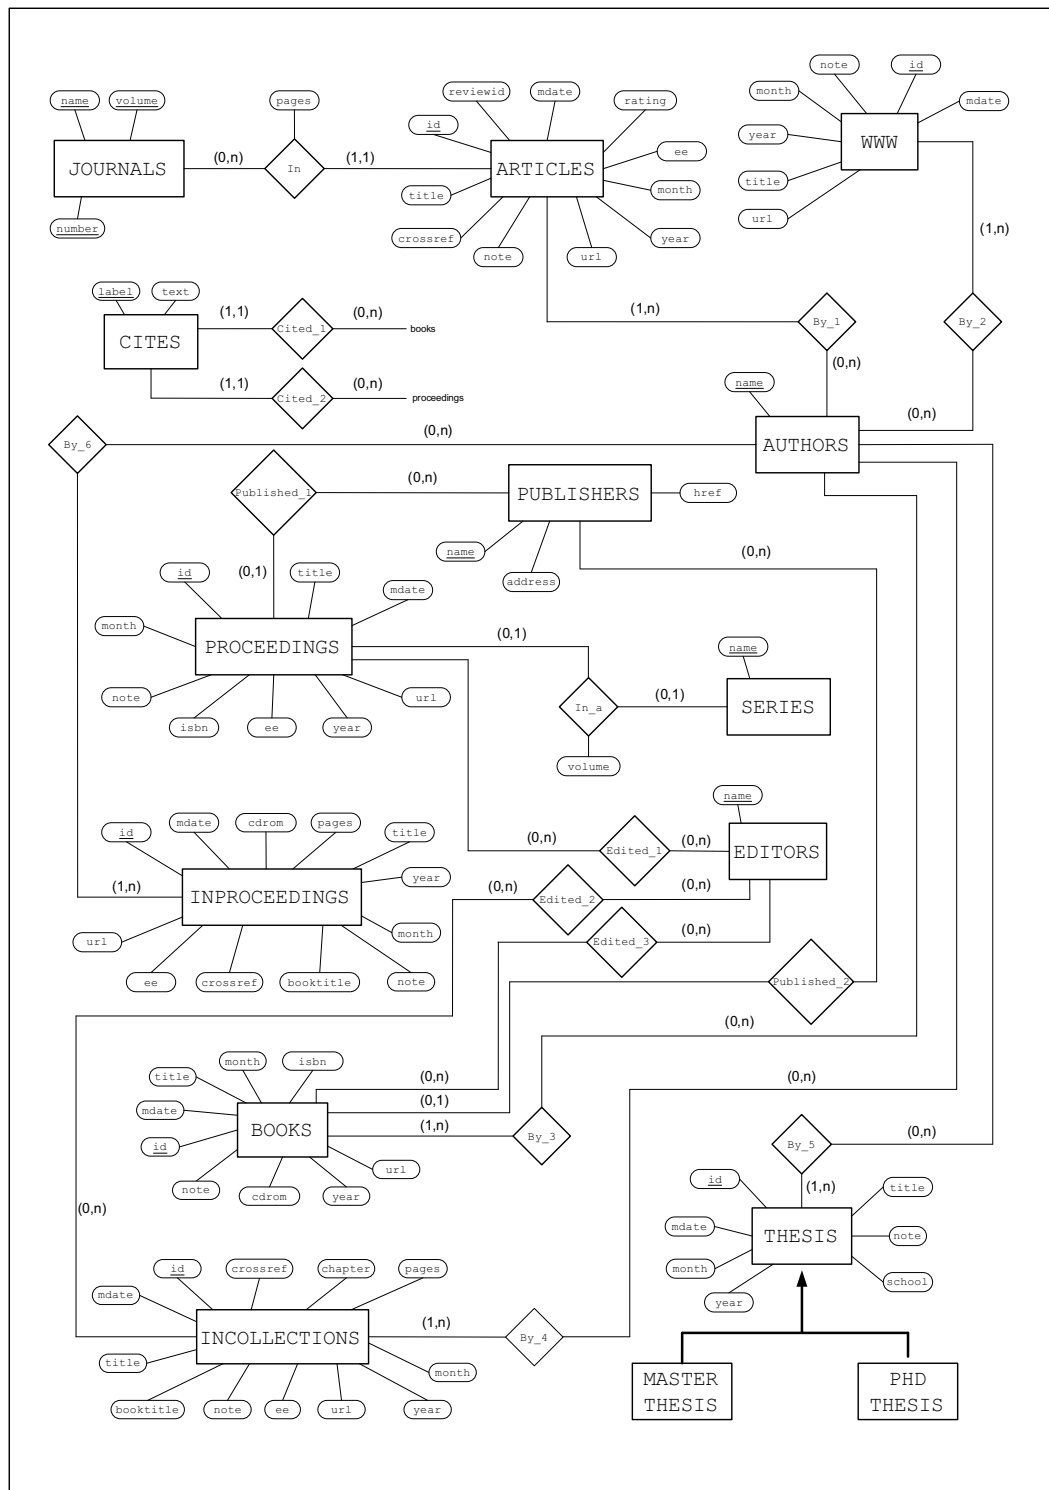 note
id
month
mdate
year
WWW
title
url
(1,n)
reviewid
mdate
rating
id
ee
ARTICLES
title
month
crossref
year
note
url
name
volume
pages
JOURNALS
(0,n)
In
(1,1)
number
label
text
CITES
(1,1)
Cited_1
(0,n)
books
(1,1)
Cited_2
(0,n)
proceedings
(1,n)
By_1
By_2
(0,n)
(0,n)
name
AUTHORS
By_6
(0,n)
Published_1
(0,n)
PUBLISHERS
href
name
address
(0,n)
(0,1)
id
title
mdate
month
PROCEEDINGS
note
isbn
ee
year
url
(0,1)
In_a
(0,1)
volume
name
SERIES
(0,n)
Edited_1
(0,n)
name
EDITORS
id
mdate
cdrom
pages
title
year
(1,n)
INPROCEEDINGS
month
url
ee
crossref
booktitle
note
(0,n)
Edited_2
(0,n)
Edited_3
(0,n)
Published_2
(0,n)
month
isbn
title
mdate
BOOKS
id
note
cdrom
year
url
(0,n)
(0,1)
(1,n)
By_3
(0,n)
By_5
(0,n)
(1,n)
(0,n)
id
title
mdate
THESIS
note
month
school
year
id
crossref
chapter
pages
mdate
INCOLLECTIONS
(1,n)
By_4
title
month
booktitle
note
ee
url
year
MASTER
THESIS
PHD
THESIS